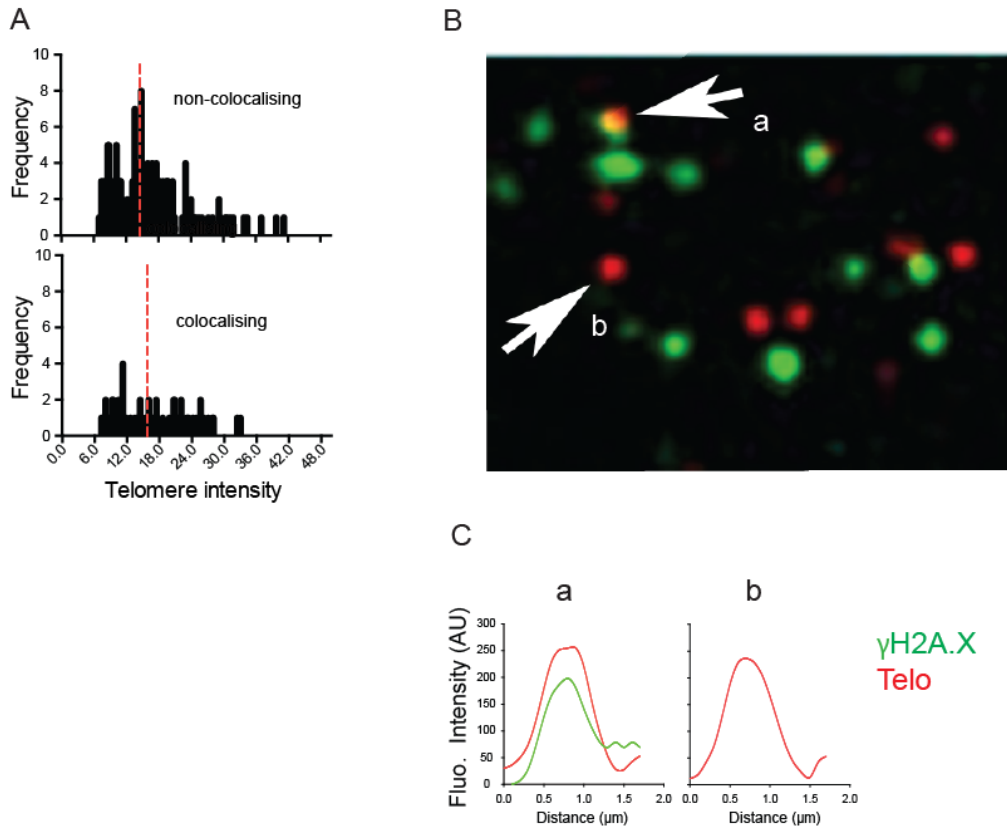 A
10
8
6
4
2
0
Frequency
non-colocalising
10
8
6
4
2
0
Frequency
colocalising
0.0 6.0 12.0 18.0 24.0 30.0 36.0 42.0 48.0
Telomere intensity
B
a
b
C
a
b
300
250
200
150
100
50
0
Fluo. Intensity (AU)
0.0 0.5 1.0 1.5 2.0
Distance (µm)
0.0 0.5 1.0 1.5 2.0
Distance (µm)
γH2A.X
Telo